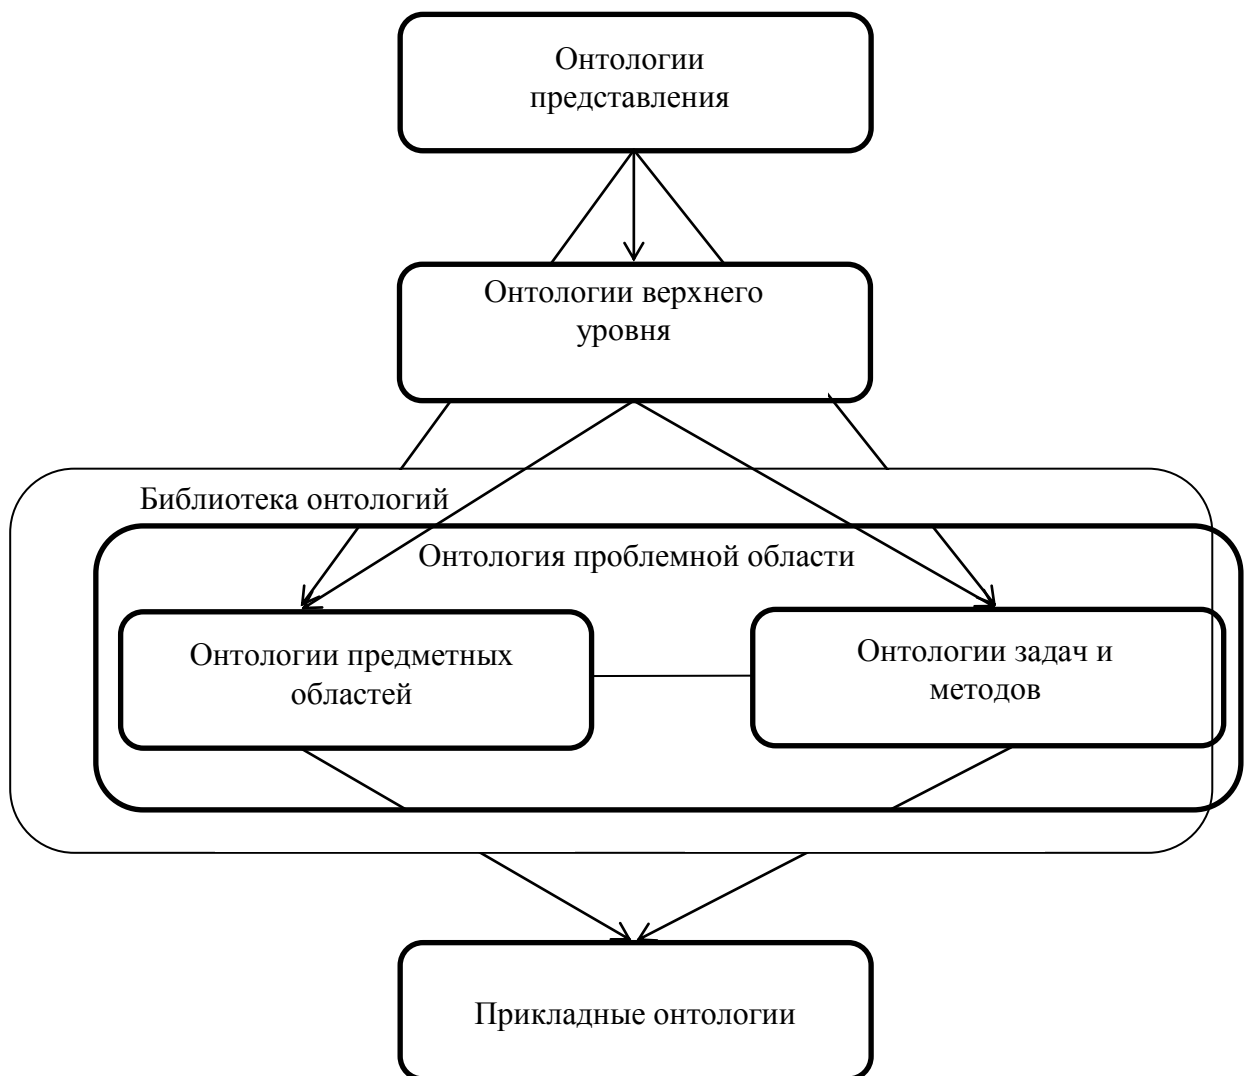 Онтологии
представления
Онтологии верхнего
уровня
Библиотека онтологий
Онтология проблемной области
Онтологии предметных
областей
Онтологии задач и
методов
Прикладные онтологии